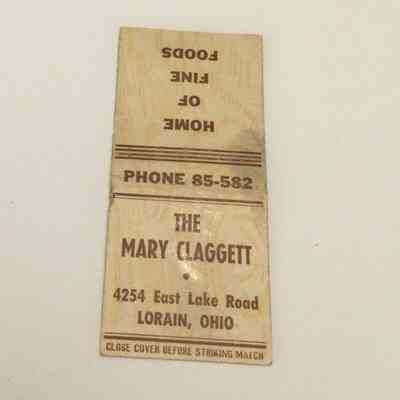 HOME
OF
FINE
FOODS
PHONE 85-582
THE
MARY CLAGGETT
4254 East Lake Road
LORAIN, OHIO
CLOSE COVER BEFORE STRIKING MATCH